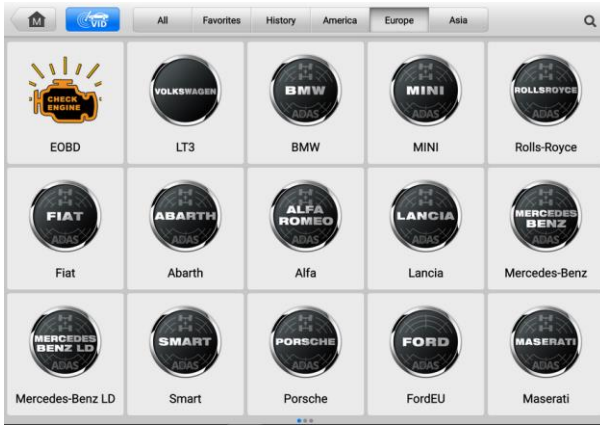 M
Auto VID
All
Favorites
History
America
Europe
Asia
CHECK
ENGINE
EOBD
VOLKSWAGEN
LT3
BMW
ADAS
BMW
MINI
ADAS
MINI
ROLLSROYCE
ADAS
Rolls-Royce
FIAT
ADAS
Fiat
ABARTH
ADAS
Abarth
ALFA
ROMEO
ADAS
Alfa
LANCIA
ADAS
Lancia
MERCEDES
BENZ
ADAS
Mercedes-Benz
MERCEDES
BENZ LD
ADAS
Mercedes-Benz LD
SMART
ADAS
Smart
PORSCHE
ADAS
Porsche
FORD
ADAS
FordEU
MASERATI
ADAS
Maserati